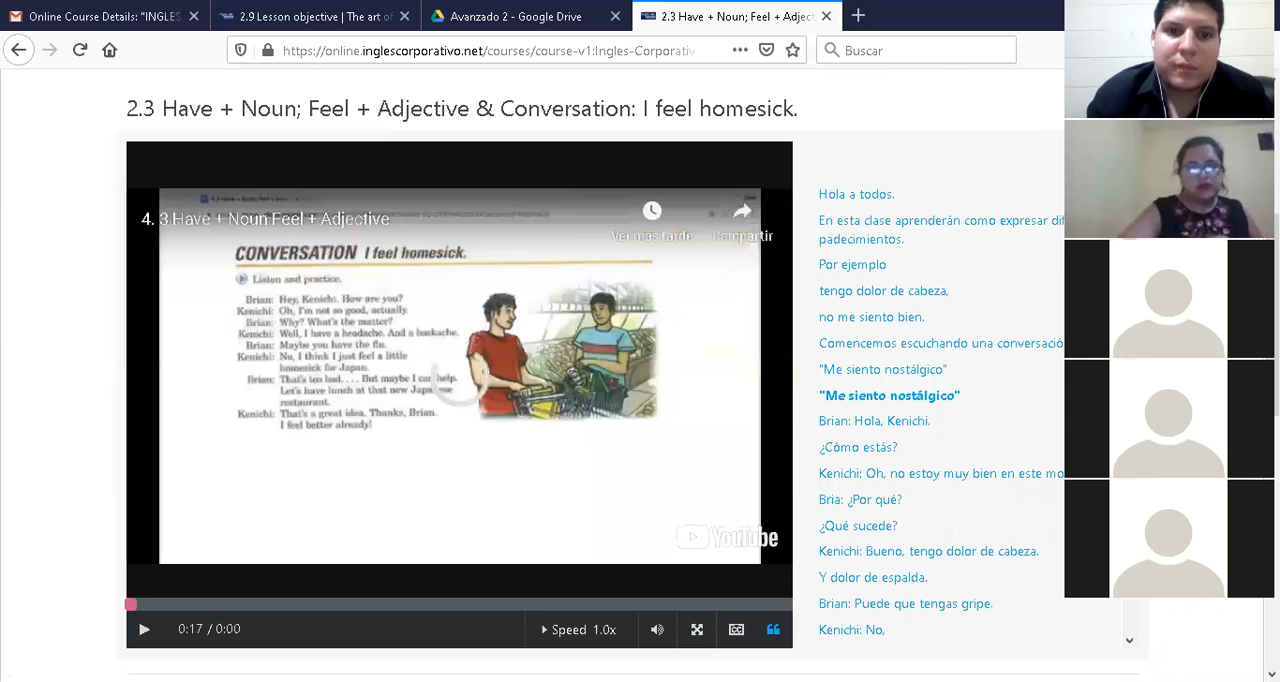 Online Course Details: "INGLES
2.9 Lesson objective | The art of
Avanzado 2 - Google Drive
2.3 Have + Noun; Feel + Adject
https://online.inglescorporativo.net/courses/course-v1:Ingles-Corporativ
Buscar
2.3 Have + Noun; Feel + Adjective & Conversation: I feel homesick.
4. 3 Have + Noun Feel + Adjective
Ver más tarde
Compartir
CONVERSATION I feel homesick.
Listen and practice.
Brian: Hey, Kenichi. How are you?
Kenichi: Oh, I'm not so good, actually.
Brian: Why? What's the matter?
Kenichi: Well, I have a headache. And a backache.
Brian: Maybe you have the flu.
Kenichi: No, I think I just feel a little
homesick for Japan.
Brian: That's too bad. . . . But maybe I can help.
Let's have lunch at that new
restaurant.
Kenichi: That's a great idea. Thanks, Brian.
I feel better already!
YouTube
0:17 / 0:00
Speed 1.0x
Hola a todos.
En esta clase aprenderán como expresar dif
padecimientos.
Por ejemplo
tengo dolor de cabeza,
no me siento bien.
Comencemos escuchando una conversació
"Me siento nostálgico"
"Me siento nostálgico"
Brian: Hola, Kenichi.
¿Cómo estás?
Kenichi: Oh, no estoy muy bien en este mo
Bria: ¿Por qué?
¿Qué sucede?
Kenichi: Bueno, tengo dolor de cabeza.
Y dolor de espalda.
Brian: Puede que tengas gripe.
Kenichi: No,